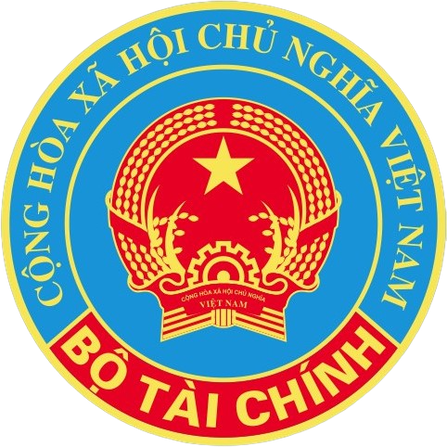 CỘNG HÒA XÃ HỘI CHỦ NGHĨA VIỆT NAM
CỘNG HÒA XÃ HỘI CHỦ NGHĨA
VIỆT NAM
BỘ TÀI CHÍNH